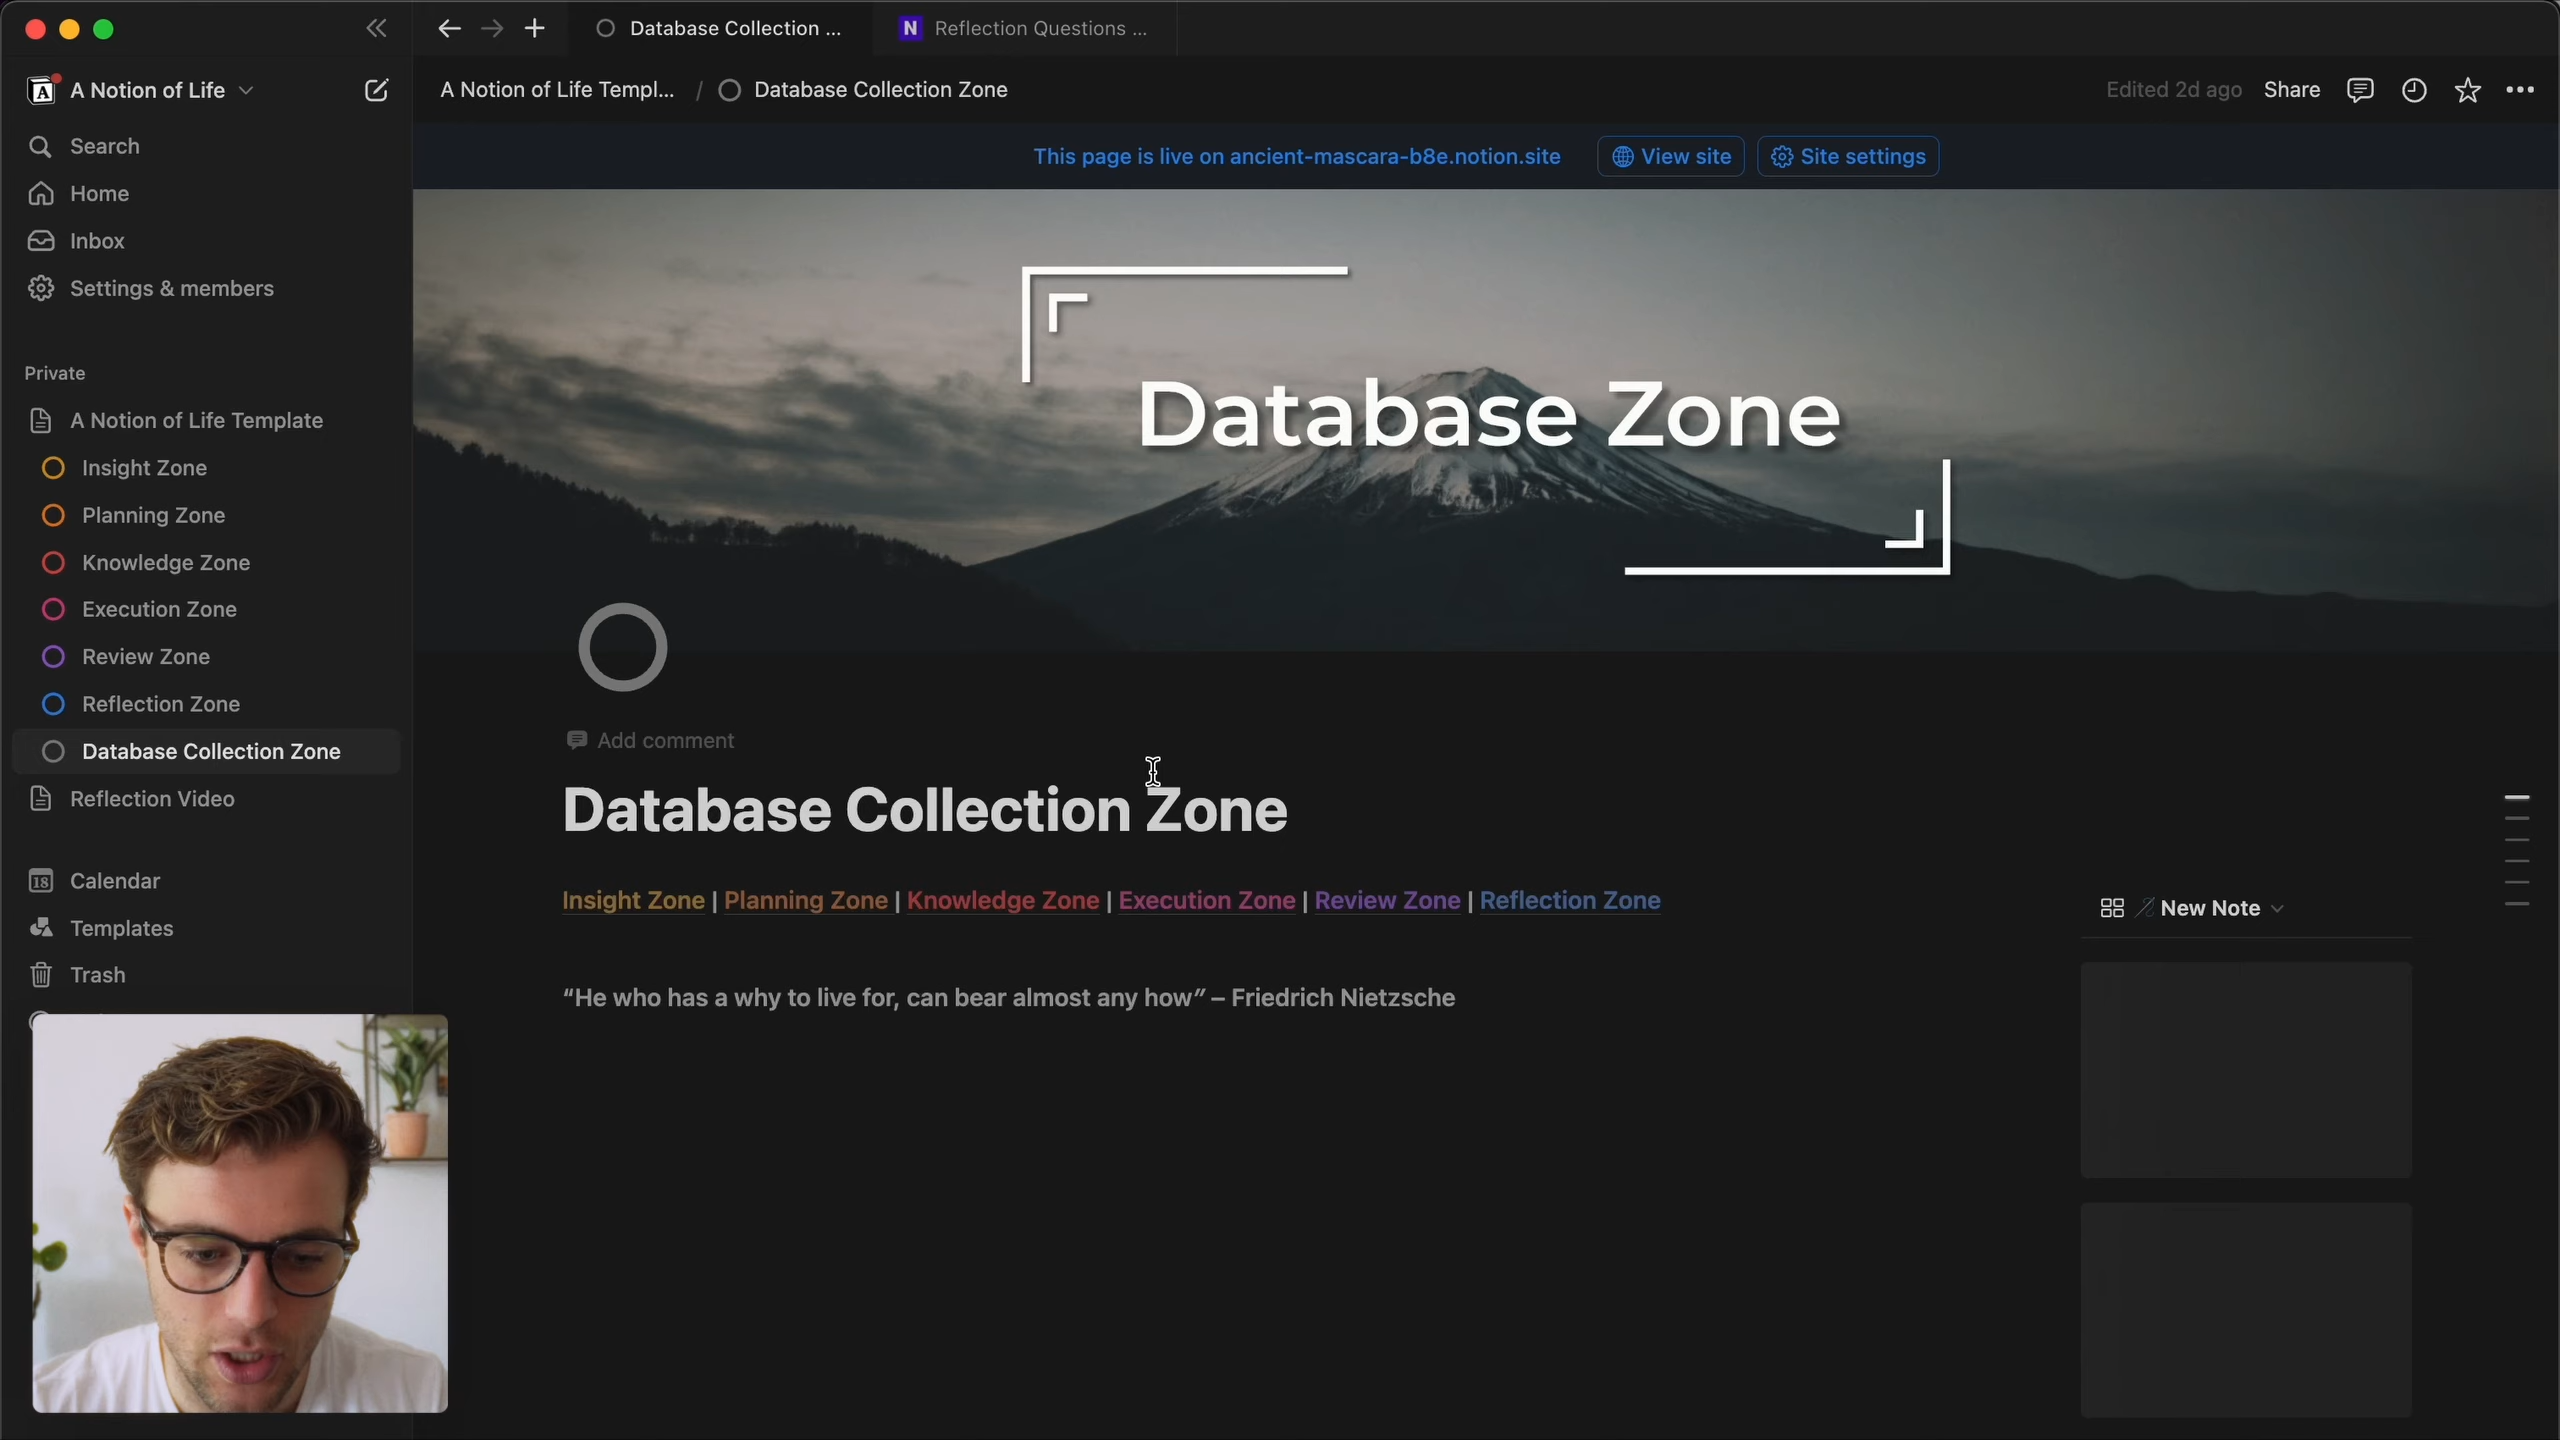 Database Collection ...
N
Reflection Questions ...
A
A Notion of Life
A Notion of Life Templ...
/
Database Collection Zone
Edited 2d ago
Share
Search
Home
Inbox
Settings & members
This page is live on ancient-mascara-b8e.notion.site
View site
Site settings
Database Zone
Private
A Notion of Life Template
Insight Zone
Planning Zone
Knowledge Zone
Execution Zone
Review Zone
Reflection Zone
Database Collection Zone
Reflection Video
18
Calendar
Templates
Trash
Add comment
Database Collection Zone
Insight Zone | Planning Zone | Knowledge Zone | Execution Zone | Review Zone | Reflection Zone
New Note
“He who has a why to live for, can bear almost any how” – Friedrich Nietzsche